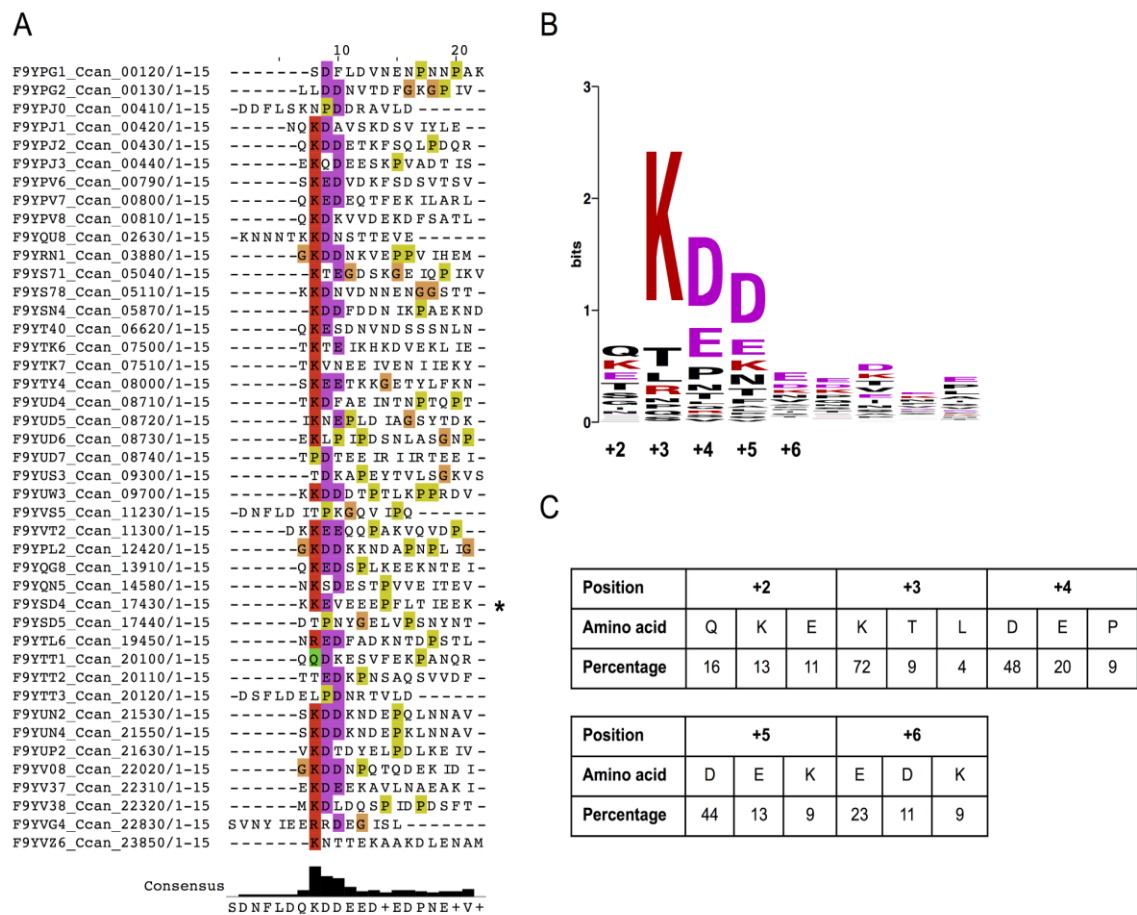 A
10 20
F9YPG1_Ccan_00120/1-15 -------SDFLDVNENPNNPAK
F9YPG2_Ccan_00130/1-15 ------LLDDNVTDFGKGPIV-
F9YPJ0_Ccan_00410/1-15 -DDFLSKNPDDRAVLD------
F9YPJ1_Ccan_00420/1-15 -----NQKDAVSKDSVIYLE--
F9YPJ2_Ccan_00430/1-15 ------QKDDETKFSQLPDQR-
F9YPJ3_Ccan_00440/1-15 ------EKQDEESKPVADTIS-
F9YPV6_Ccan_00790/1-15 ------SKEDVDKFSDSVTSV-
F9YPV7_Ccan_00800/1-15 ------QKEDEQTFEKILARL-
F9YPV8_Ccan_00810/1-15 ------QKDKVVDEKDFSATL-
F9YQU8_Ccan_02630/1-15 -KNNNTKKDNSTTEVE------
F9YRN1_Ccan_03880/1-15 ------GKDDNKVEPPVIHEM-
F9YS71_Ccan_05040/1-15 -------KTEGDSKGEIQPIKV
F9YS78_Ccan_05110/1-15 ------KKDNVDNNENGGSTT-
F9YSN4_Ccan_05870/1-15 -------KDDFDDNIKPAEKND
F9YT40_Ccan_06620/1-15 ------QKESDNVNDSSSNLN-
F9YTK6_Ccan_07500/1-15 ------TKTEIKHKDVEKLIE-
F9YTK7_Ccan_07510/1-15 ------TKVNEEIVENIIEKY-
F9YTY4_Ccan_08000/1-15 ------SKEETKKGETYLFKN-
F9YUD4_Ccan_08710/1-15 ------TKDFAEINTNPTQPT-
F9YUD5_Ccan_08720/1-15 ------IKNEPLDIAGSYTDK-
F9YUD6_Ccan_08730/1-15 ------EKLPIPDSNLASGNP-
F9YUD7_Ccan_08740/1-15 ------TPDTEEIRIIRTEEI-
F9YUS3_Ccan_09300/1-15 -------TDKAPEYTVLSGKVS
F9YUW3_Ccan_09700/1-15 ------KKDDDTPTLKPPRDV-
F9YVS5_Ccan_11230/1-15 -DNFLDITPKGQVIPQ------
F9YVT2_Ccan_11300/1-15 -----DKKEEQQPAKVQVDP--
F9YPL2_Ccan_12420/1-15 ------GKDDKKNDAPNPLIG-
F9YQG8_Ccan_13910/1-15 ------QKEDSPLKEEKNTEI-
F9YQN5_Ccan_14580/1-15 ------NKSDESTPVVEITEV-
F9YSD4_Ccan_17430/1-15 ------KKEVEEEPFLTIEEK- *
F9YSD5_Ccan_17440/1-15 ------DTPNYGELVPSNYNT-
F9YTL6_Ccan_19450/1-15 ------NREDFADKNTDPSTL-
F9YTT1_Ccan_20100/1-15 -------QDKESVFEKPANQR-
F9YTT2_Ccan_20110/1-15 ------TTEDKPNSAQSVVDF-
F9YTT3_Ccan_20120/1-15 -DSFLDELPDNRTVLD------
F9YUN2_Ccan_21530/1-15 ------SKDDKNDEPQLNNAV-
F9YUN4_Ccan_21550/1-15 ------SKDDKNDEPKLNNAV-
F9YUP2_Ccan_21630/1-15 ------VKDTDYELPDLKEIV-
F9YV08_Ccan_22020/1-15 ------GKDDNPQTQDEKIDI-
F9YV37_Ccan_22310/1-15 ------EKDEEKAVLNAEAKI-
F9YV38_Ccan_22320/1-15 ------MKDLDQSPIDPDSFT-
F9YVG4_Ccan_22830/1-15 SVNYIEERRDEGISL-------
F9YVZ6_Ccan_23850/1-15 -------KNTTEKAAKDLENAM
Consensus
SDNFLDQKDDEED+EDPNE+V+
B
bits
3
2
1
0
Q K E T S
K T L R
D E P N
D E K N
E
+2 +3 +4 +5 +6
C
Position +2 +3 +4
Amino acid Q K E K T L D E P
Percentage 16 13 11 72 9 4 48 20 9
Position +5 +6
Amino acid D E K E D K
Percentage 44 13 9 23 11 9